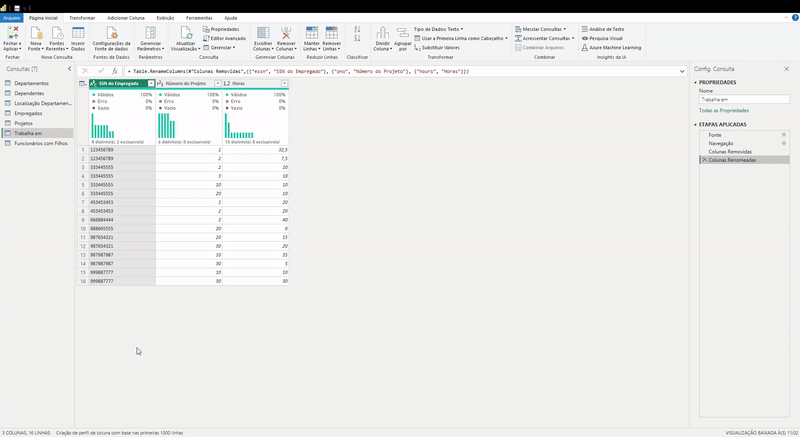 Arquivo Página Inicial Transformar Adicionar Coluna Exibição Ferramentas Ajuda
Fechar e Aplicar Nova Fonte Fontes Recentes Inserir Dados Configurações da fonte de dados Gerenciar Parâmetros Atualizar Visualização Propriedades Editor Avançado Gerenciar Escolher Colunas Remover Colunas Manter Linhas Remover Linhas Dividir Coluna Agrupar por Tipo de Dados: Texto Usar a Primeira Linha como Cabeçalho Substituir Valores Mesclar Consultas Acrescentar Consultas Combinar Arquivos Análise de Texto Pesquisa Visual Azure Machine Learning
Fechar Nova Consulta Fontes de Dados Parâmetros Consulta Gerenciar Colunas Reduzir Linhas Classificar Transformar Combinar Insights da IA
Consultas [7]
Departamentos
Dependentes
Localização Departamen...
Empregados
Projetos
Trabalha em
Funcionários com Filhos
= Table.RenameColumns(#"Colunas Removidas",{{"essn", "SSN do Empregado"}, {"pno", "Número do Projeto"}, {"hours", "Horas"}})
SSN do Empregado Número do Projeto 1.2 Horas
Válidos 100% Válidos 100% Válidos 100%
Erro 0% Erro 0% Erro 0%
Vazio 0% Vazio 0% Vazio 0%
8 distinto(s), 2 exclusivo(s) 6 distinto(s), 0 exclusivo(s) 10 distinto(s), 8 exclusivo(s)
1 123456789 1 32,5
2 123456789 2 7,5
3 333445555 2 10
4 333445555 3 10
5 333445555 10 10
6 333445555 20 10
7 453453453 1 20
8 453453453 2 20
9 666884444 3 40
10 888665555 20 0
11 987654321 20 15
12 987654321 30 20
13 987987987 10 35
14 987987987 30 5
15 999887777 10 10
16 999887777 30 30
Config. Consulta
PROPRIEDADES
Nome
Trabalha em
Todas as Propriedades
ETAPAS APLICADAS
Fonte
Navegação
Colunas Removidas
Colunas Renomeadas
3 COLUNAS, 16 LINHAS Criação de perfil de coluna com base nas primeiras 1000 linhas VISUALIZAÇÃO BAIXADA À(S) 11:02